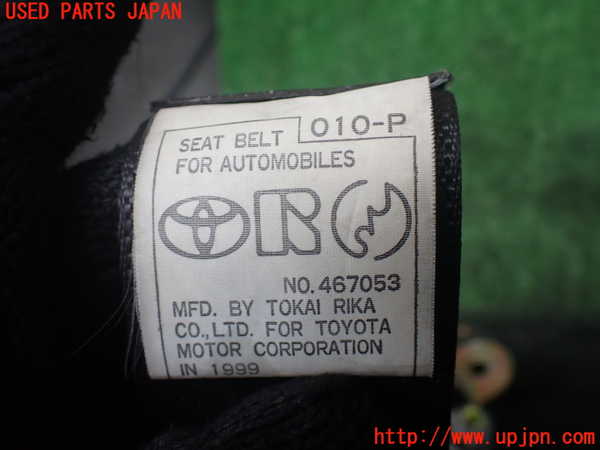 USED PARTS JAPAN
SEAT BELT 010-P
FOR AUTOMOBILES
NO.467053
MFD. BY TOKAI RIKA
CO.,LTD. FOR TOYOTA
MOTOR CORPORATION
IN 1999
http://www.upjpn.com